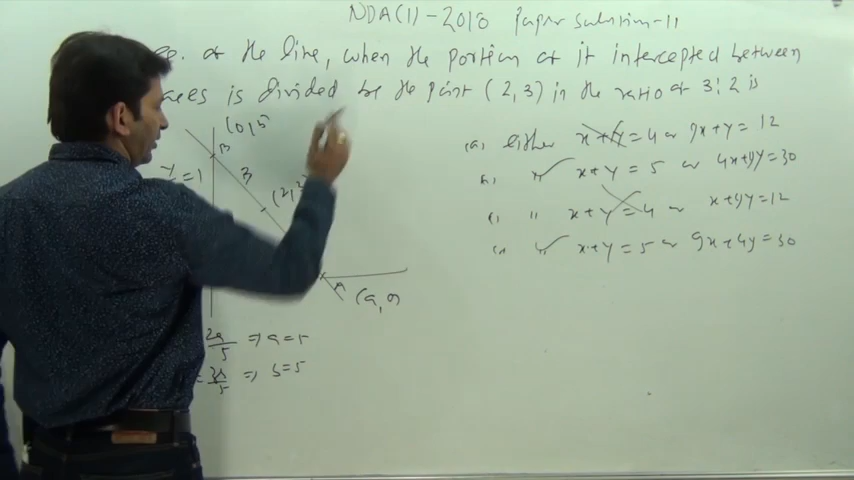 NDA(1)-2018 paper solution-11
eq. of the line, when the portion of it intercepted between
axes is divided by the point (2,3) in the ratio of 3:2 is
(a) either x+y=4 or 9x+y=12
(b) " x+y=5 or 4x+9y=30
(c) " x+y=4 or x+9y=12
(d) " x+y=5 or 9x+4y=30
(0,b)
B
=1
3
(2,
A
(a,0)
2a/5 ⇒ a=5
= 3b/5 ⇒ b=5